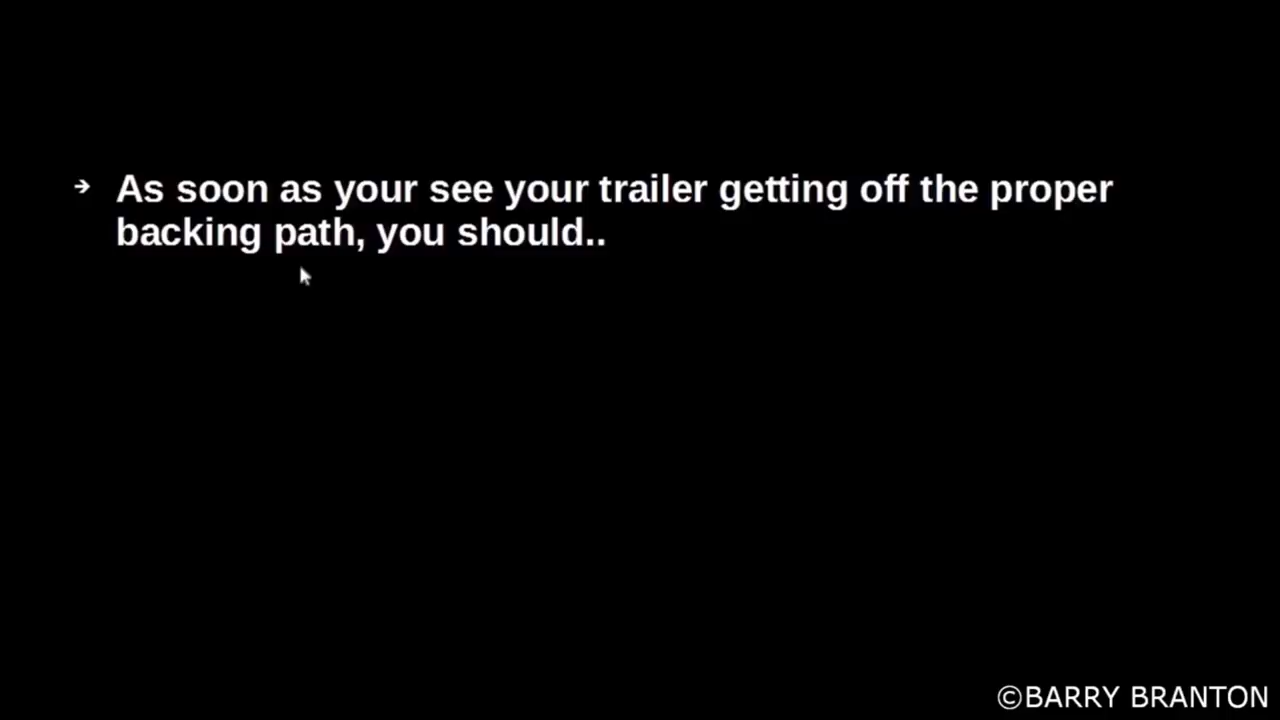 → As soon as your see your trailer getting off the proper
backing path, you should..
©BARRY BRANTON